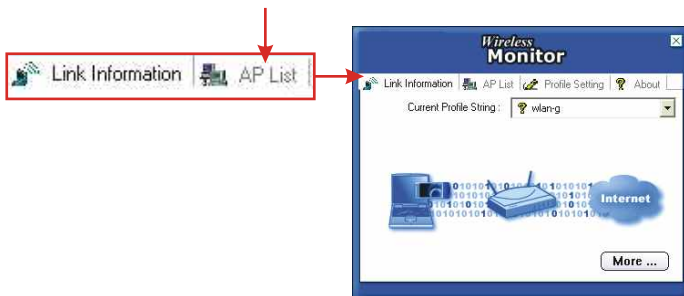 Link Information AP List
Wireless
Monitor
Link Information AP List Profile Setting About
Current Profile String : wlan-g
Internet
More ...